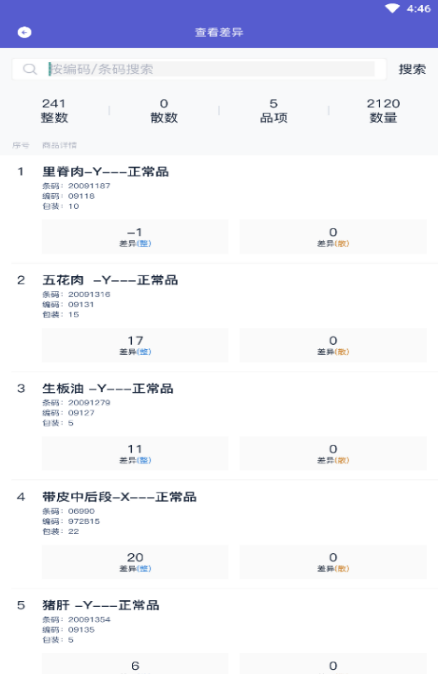 4:46
查看差异
按编码/条码搜索
搜索
241 0 5 2120
整数 散数 品项 数量
序号 商品详情
1 里脊肉-Y---正常品
条码: 20091187
编码: 09118
包装: 10
-1 0
差异(整) 差异(散)
2 五花肉 -Y---正常品
条码: 20091316
编码: 09131
包装: 15
17 0
差异(整) 差异(散)
3 生板油 -Y---正常品
条码: 20091279
编码: 09127
包装: 5
11 0
差异(整) 差异(散)
4 带皮中后段-X---正常品
条码: 06990
编码: 972815
包装: 22
20 0
差异(整) 差异(散)
5 猪肝 -Y---正常品
条码: 20091354
编码: 09135
包装: 5
6 0